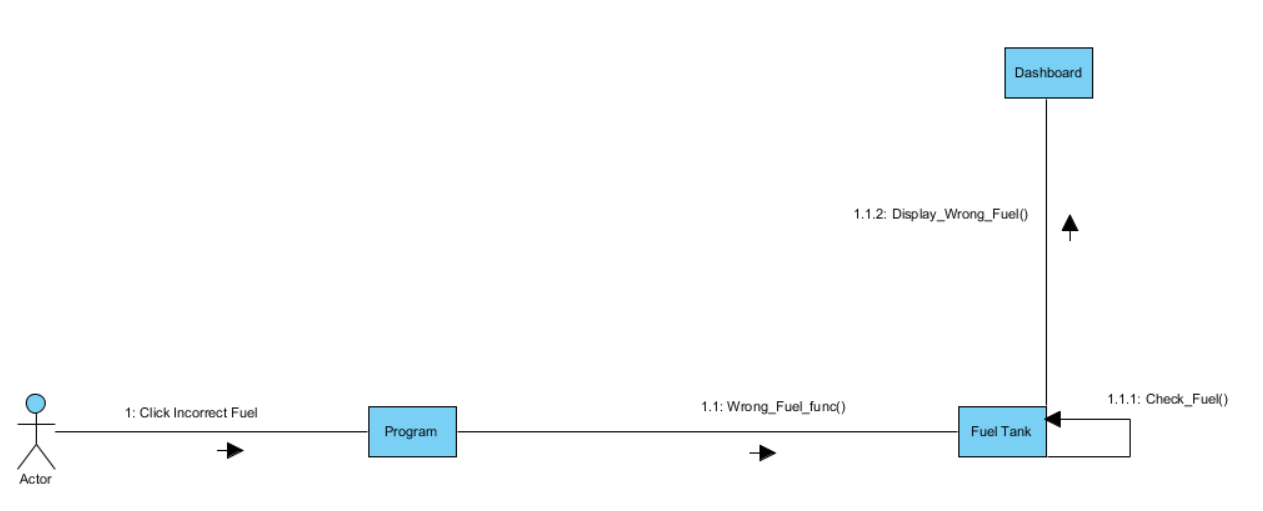 Dashboard
1.1.2: Display_Wrong_Fuel()
1.1.1: Check_Fuel()
1: Click Incorrect Fuel
1.1: Wrong_Fuel_func()
Program
Fuel Tank
Actor